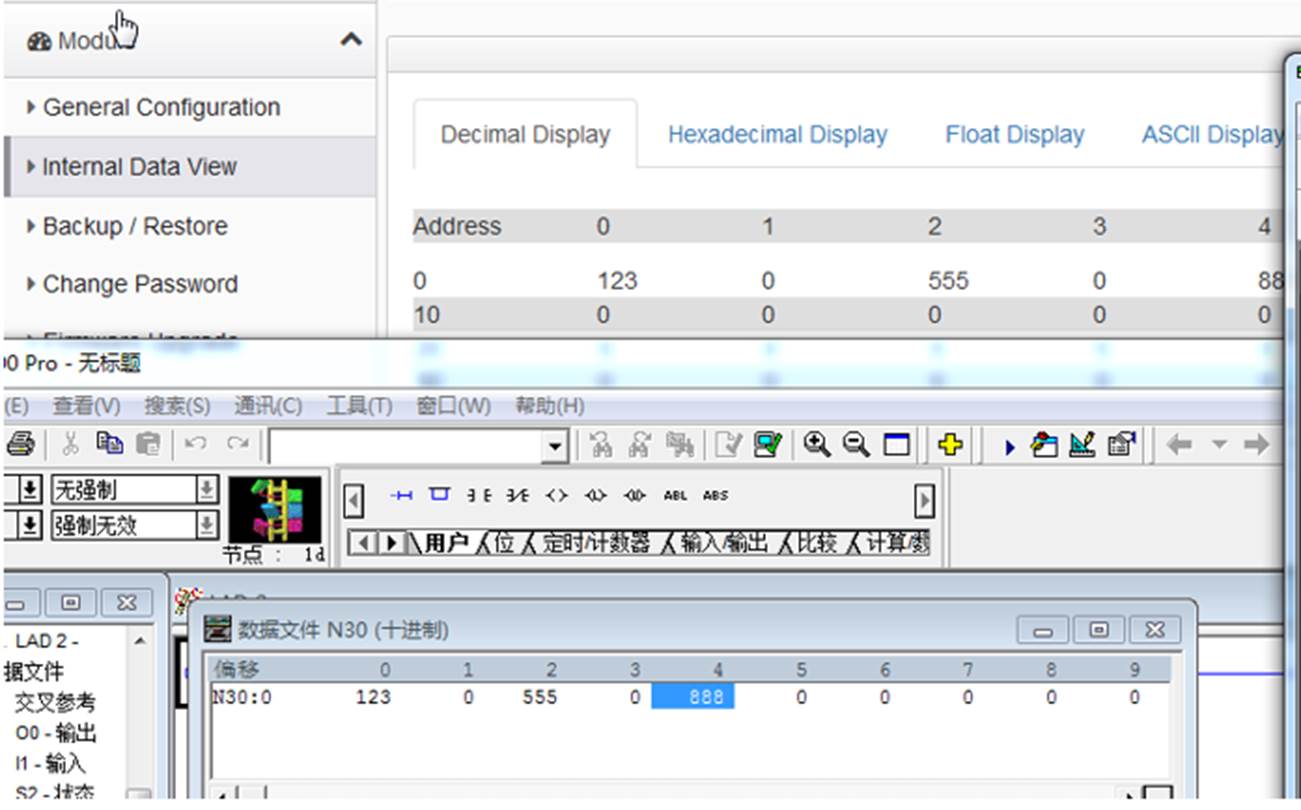 General Configuration
Internal Data View
Backup / Restore
Change Password
Decimal Display Hexadecimal Display Float Display ASCII Display
Address 0 1 2 3 4
0 123 0 555 0 88
10 0 0 0 0 0
00 Pro - 无标题
(E) 查看(V) 搜索(S) 通讯(C) 工具(T) 窗口(W) 帮助(H)
无强制
强制无效
节点 : 1d
ABL ABS
用户 位 定时/计数器 输入/输出 比较 计算/数
LAD 2 -
据文件
交叉参考
O0 - 输出
I1 - 输入
S2 - 状态
数据文件 N30 (十进制)
偏移 0 1 2 3 4 5 6 7 8 9
N30:0 123 0 555 0 888 0 0 0 0 0